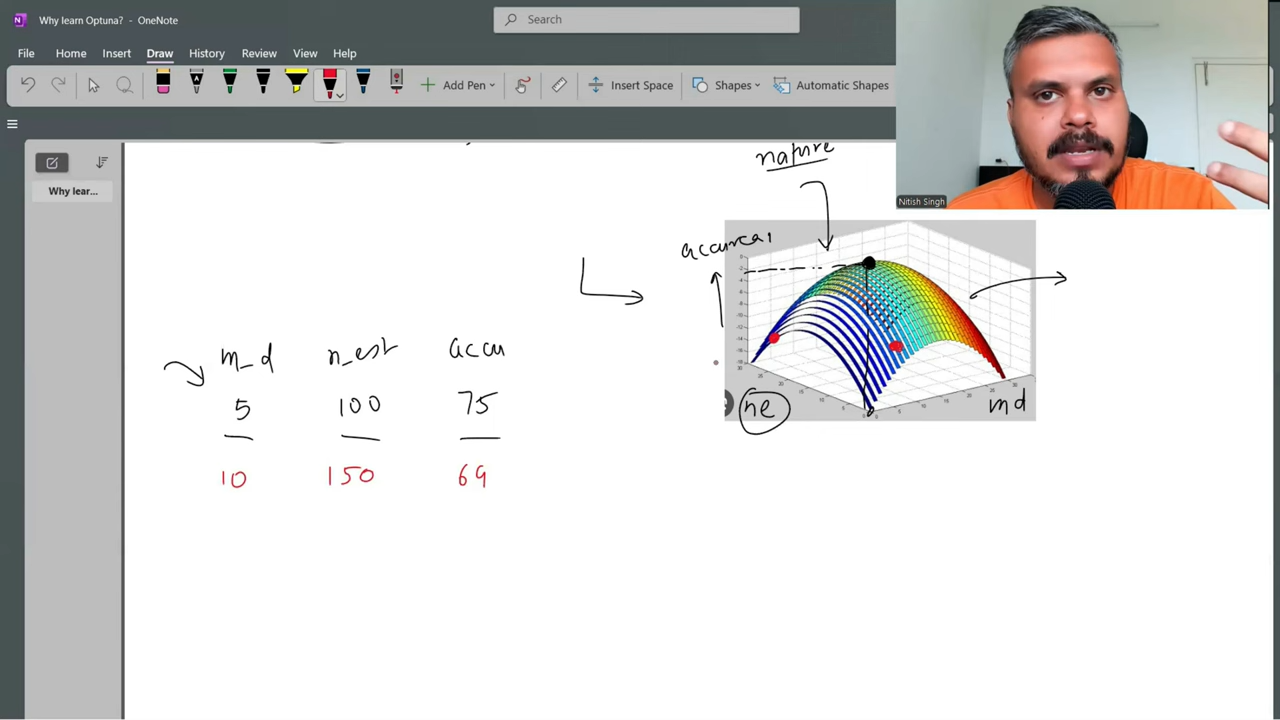 Why learn Optuna? - OneNote
Search
File Home Insert Draw History Review View Help
Add Pen Insert Space Shapes Automatic Shapes
Why lear...
Nitish Singh
nature
accuracy
m_d n_est accu
5 100 75
10 150 69
ne
md